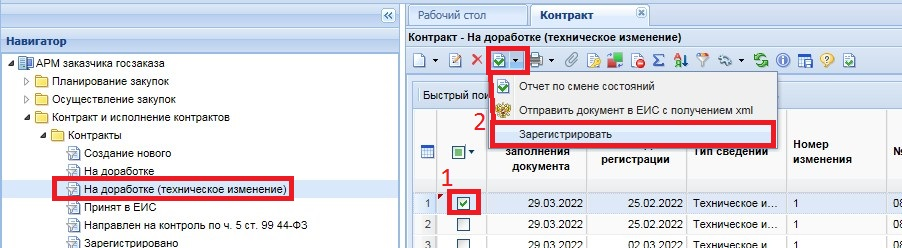 Рабочий стол
Контракт
Навигатор
АРМ заказчика госзаказа
Планирование закупок
Осуществление закупок
Контракт и исполнение контрактов
Контракты
Создание нового
На доработке
На доработке (техническое изменение)
Принят в ЕИС
Направлен на контроль по ч. 5 ст. 99 44-ФЗ
Зарегистрировано
Контракт - На доработке (техническое изменение)
Быстрый пои
Отчет по смене состояний
Отправить документ в ЕИС с получением xml
Зарегистрировать
2
заполнения документа
регистрации
Тип сведений
Номер изменения
№
1
1 29.03.2022 25.02.2022 Техническое и... 1 08
2 29.03.2022 25.02.2022 Техническое и... 1 08
3 29.03.2022 02.03.2022 Техническое и... 1 08